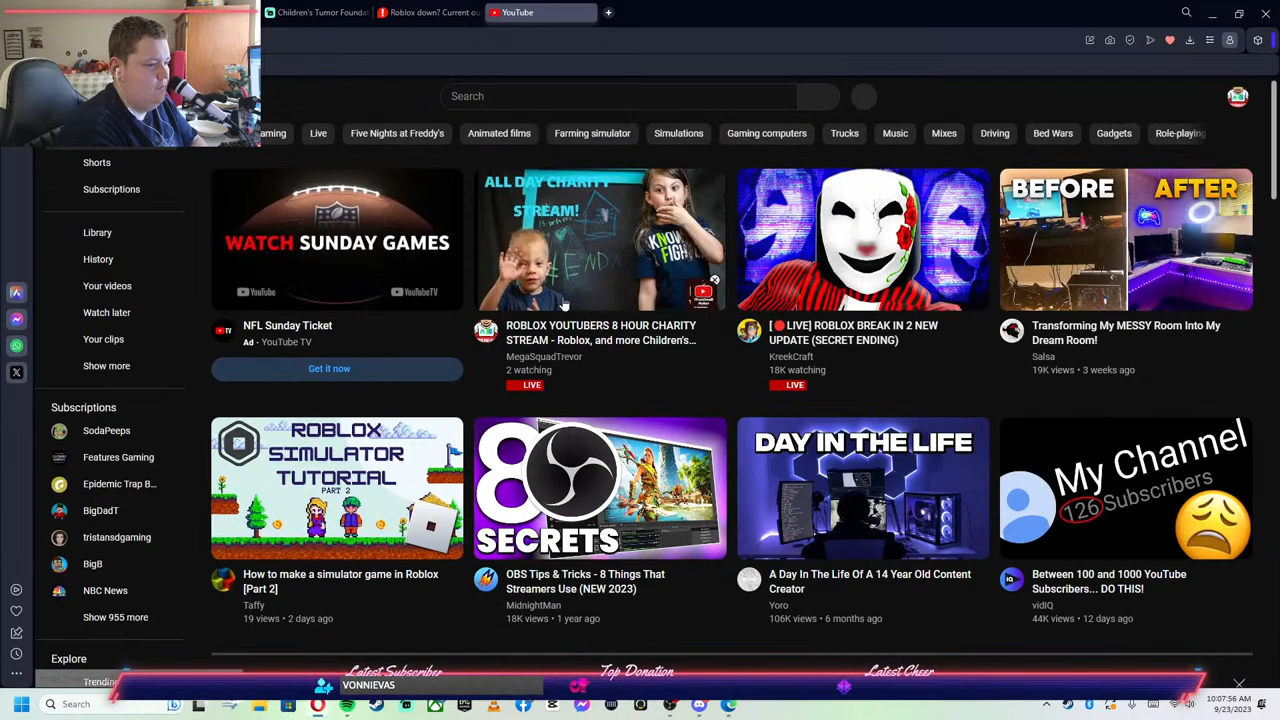 Children's Tumor Foundat
Roblox down? Current ou
YouTube
Search
aming
Live
Five Nights at Freddy's
Animated films
Farming simulator
Simulations
Gaming computers
Trucks
Music
Mixes
Driving
Bed Wars
Gadgets
Role-playing
Shorts
Subscriptions
Library
History
Your videos
Watch later
Your clips
Show more
Subscriptions
SodaPeeps
Features Gaming
Epidemic Trap B...
BigDadT
tristansdgaming
BigB
NBC News
Show 955 more
Explore
Trending
WATCH SUNDAY GAMES
YouTube
YouTubeTV
NFL Sunday Ticket
Ad · YouTube TV
Get it now
ALL DAY CHARITY
STREAM!
KNOW
FIGHT
ROBLOX YOUTUBERS 8 HOUR CHARITY
STREAM - Roblox, and more Children's...
MegaSquadTrevor
2 watching
LIVE
[🔴LIVE] ROBLOX BREAK IN 2 NEW
UPDATE (SECRET ENDING)
KreekCraft
18K watching
LIVE
BEFORE
AFTER
Transforming My MESSY Room Into My
Dream Room!
Salsa
19K views • 3 weeks ago
ROBLOX
SIMULATOR
TUTORIAL
PART 2
How to make a simulator game in Roblox
[Part 2]
Taffy
19 views • 2 days ago
8
SECRETS
OBS Tips & Tricks - 8 Things That
Streamers Use (NEW 2023)
MidnightMan
18K views • 1 year ago
DAY IN THE LIFE
A Day In The Life Of A 14 Year Old Content
Creator
Yoro
106K views • 6 months ago
My Channel
126 Subscribers
Between 100 and 1000 YouTube
Subscribers... DO THIS!
vidIQ
44K views • 12 days ago
Latest Subscriber
Top Donation
Latest Cheer
VONNIEVAS
Search
10:07:56 AM
9/23/2023